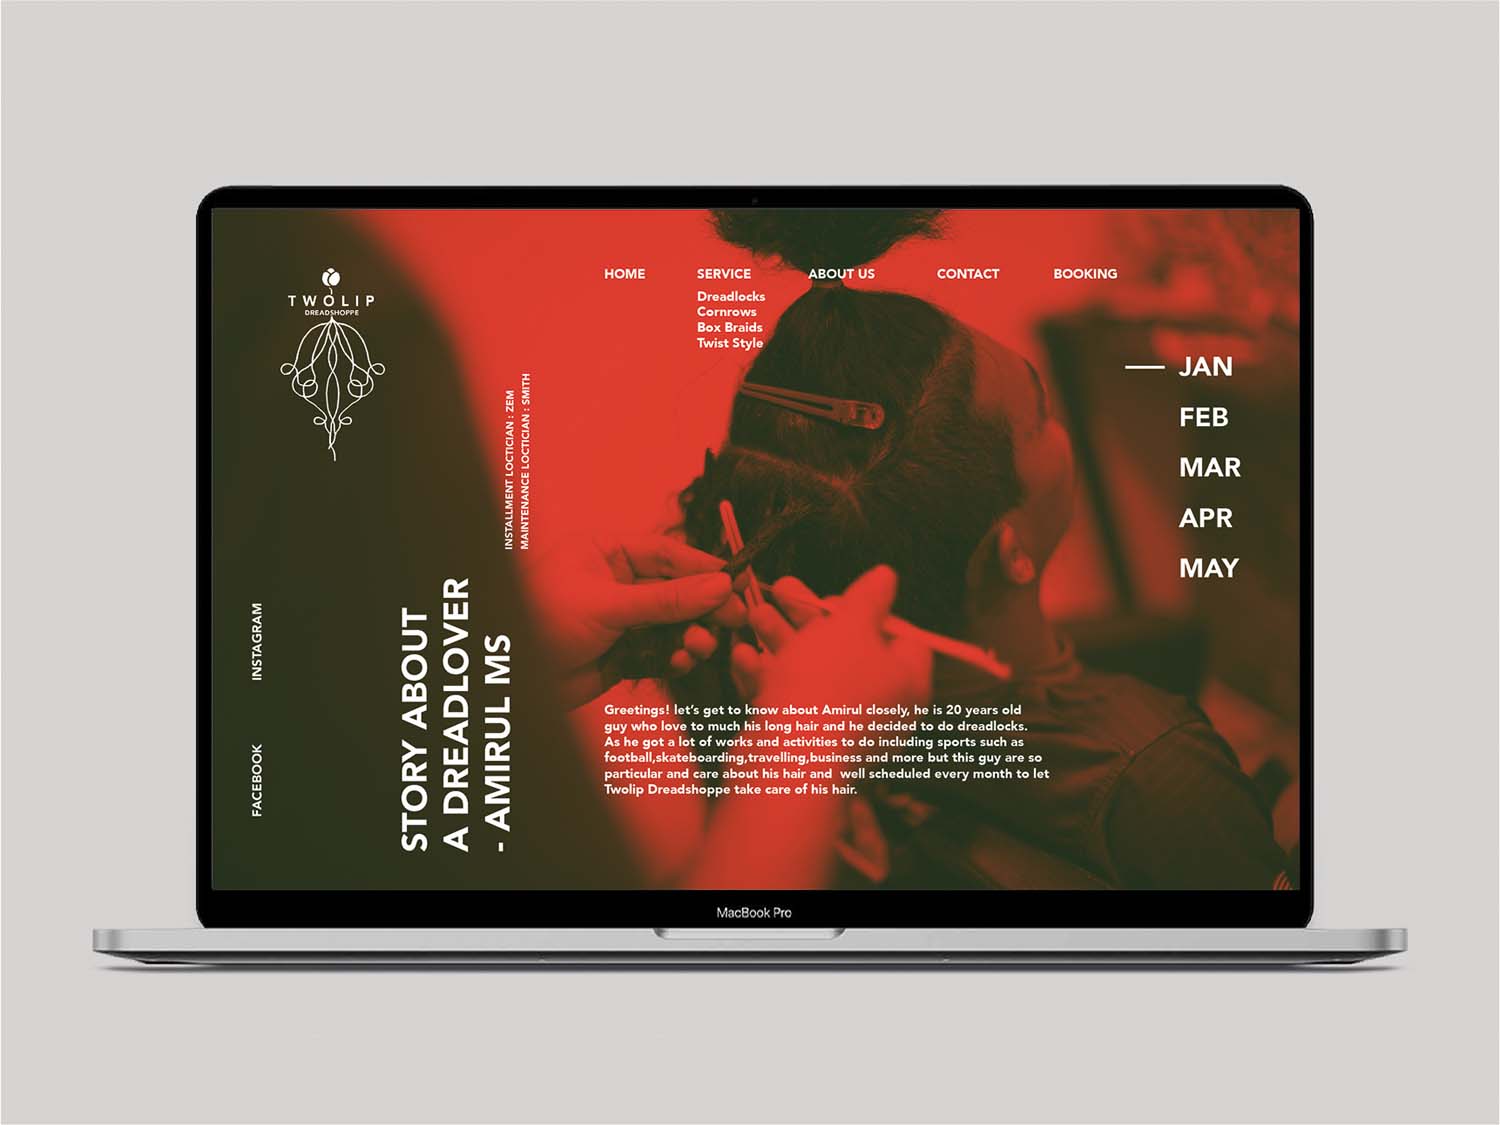 TWOLIP
DREADSHOPPE
HOME
SERVICE
ABOUT US
CONTACT
BOOKING
Dreadlocks
Cornrows
Box Braids
Twist Style
JAN
FEB
MAR
APR
MAY
INSTALLMENT LOCTICIAN : ZEM
MAINTENANCE LOCTICIAN : SMITH
INSTAGRAM
FACEBOOK
STORY ABOUT
A DREADLOVER
- AMIRUL MS
Greetings! let's get to know about Amirul closely, he is 20 years old
guy who love to much his long hair and he decided to do dreadlocks.
As he got a lot of works and activities to do including sports such as
football,skateboarding,travelling,business and more but this guy are so
particular and care about his hair and  well scheduled every month to let
Twolip Dreadshoppe take care of his hair.
MacBook Pro